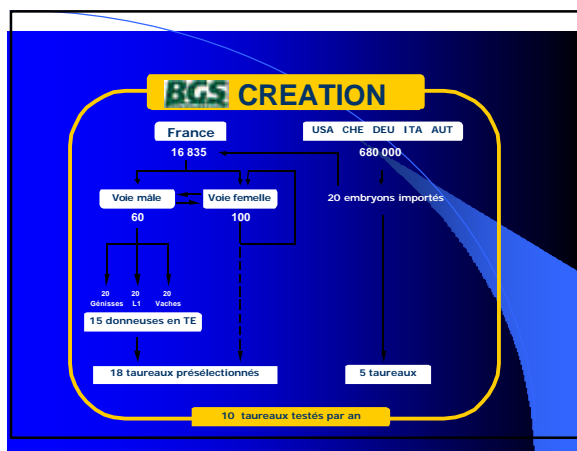 BGS CREATION
France
USA CHE DEU ITA AUT
16 835
680 000
Voie mâle
Voie femelle
20 embryons importés
60
100
20 20 20
Génisses L1 Vaches
15 donneuses en TE
18 taureaux présélectionnés
5 taureaux
10 taureaux testés par an